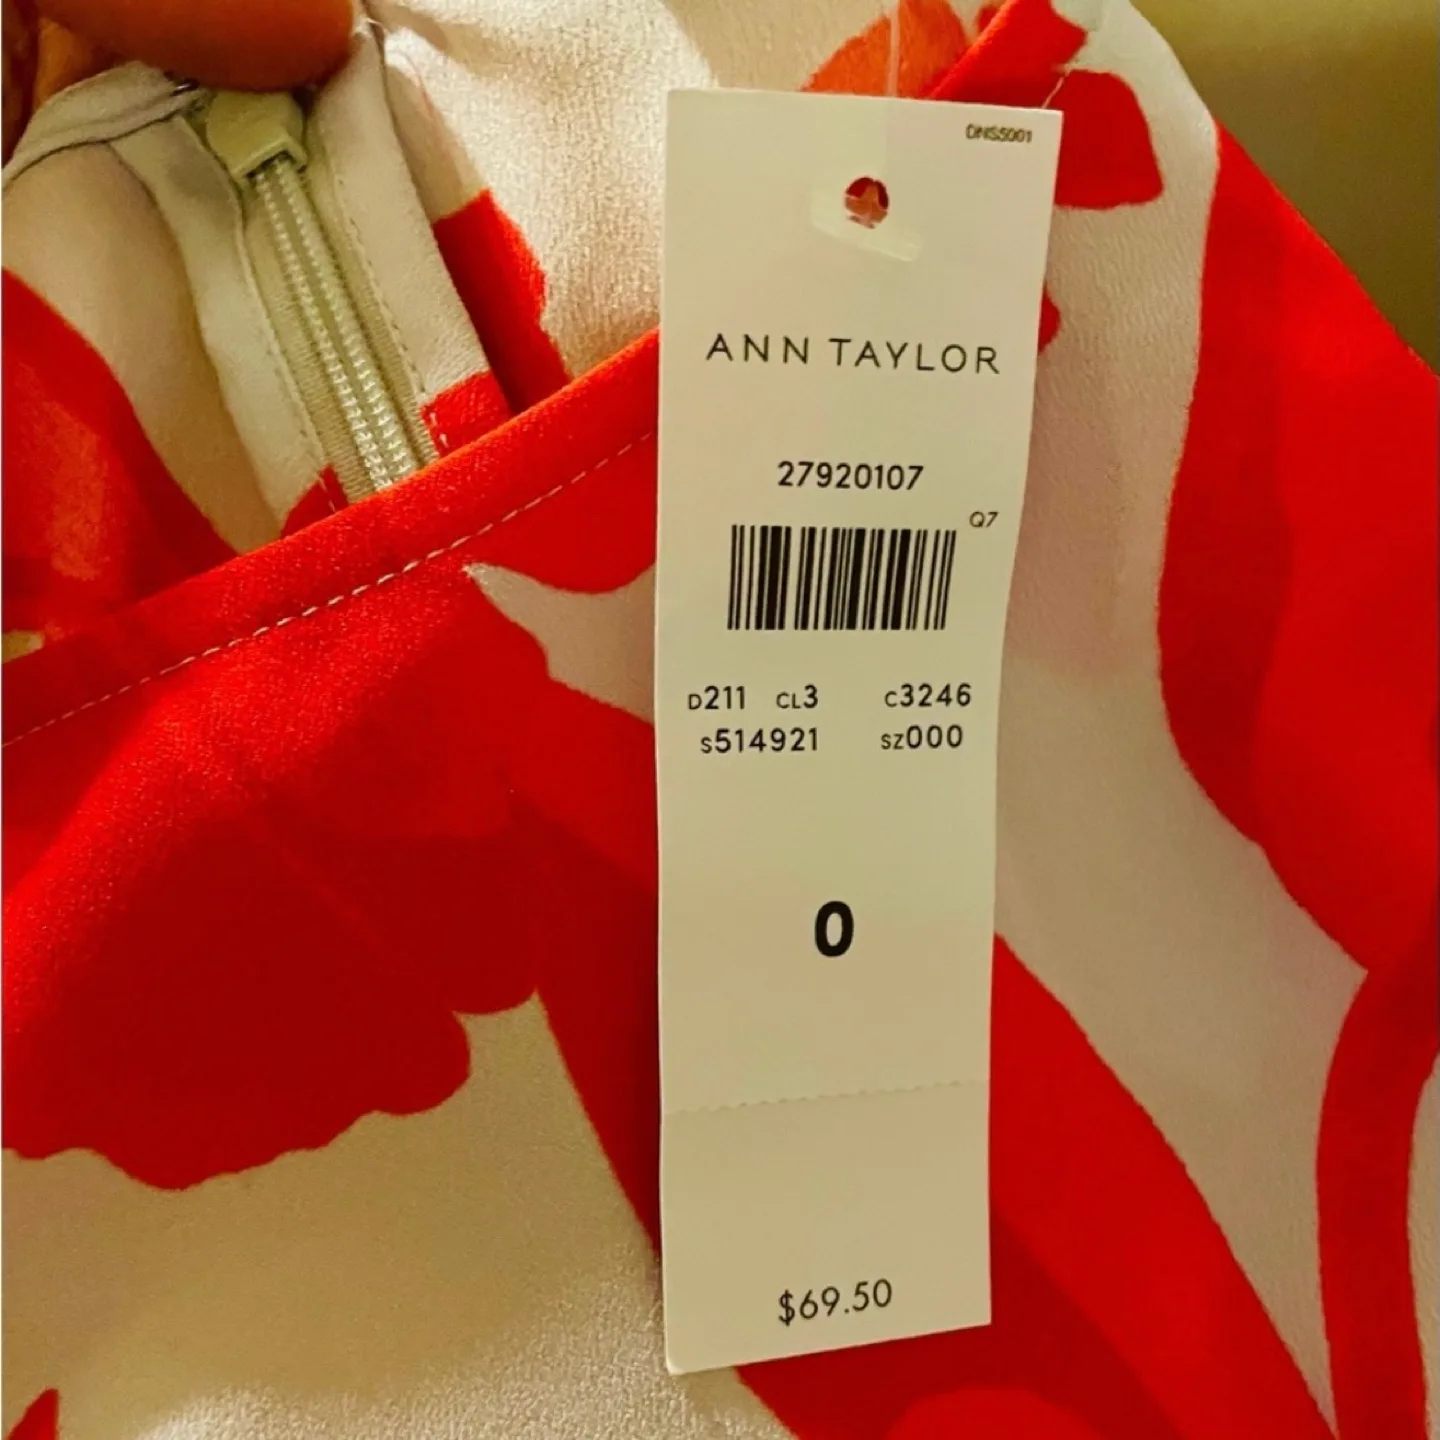 DNS5001
ANN TAYLOR
27920107
Q7
D211 CL3 C3246
S514921 SZ000
0
$69.50